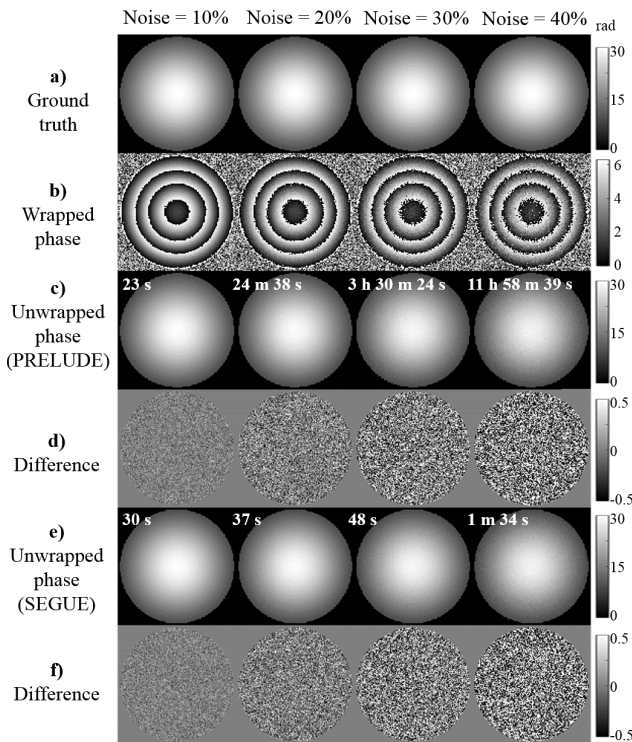 Noise = 10% Noise = 20% Noise = 30% Noise = 40%
rad
a)
Ground
truth
30
15
0
b)
Wrapped
phase
6
4
2
0
c)
Unwrapped
phase
(PRELUDE)
23 s 24 m 38 s 3 h 30 m 24 s 11 h 58 m 39 s
30
15
0
d)
Difference
0.5
0
-0.5
e)
Unwrapped
phase
(SEGUE)
30 s 37 s 48 s 1 m 34 s
30
15
0
f)
Difference
0.5
0
-0.5